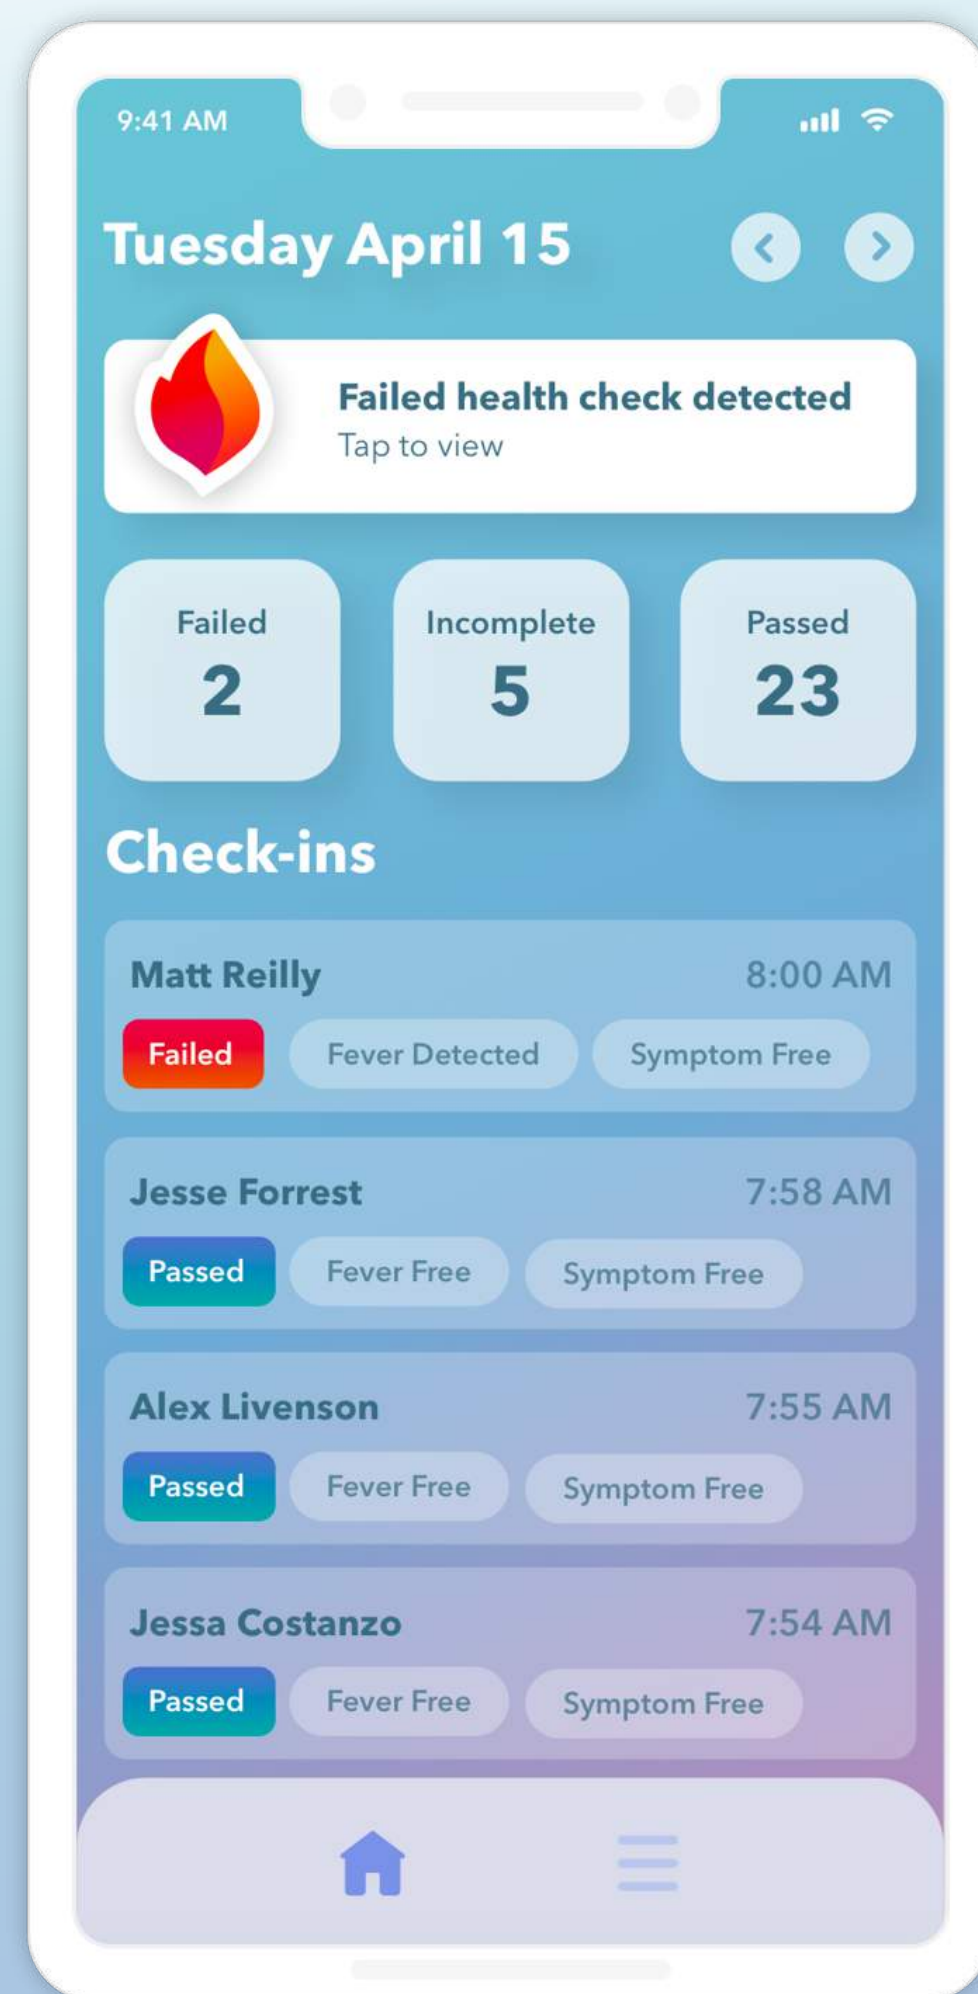 9:41 AM
Tuesday April 15
Failed health check detected
Tap to view
Failed
2
Incomplete
5
Passed
23
Check-ins
Matt Reilly 8:00 AM
Failed Fever Detected Symptom Free
Jesse Forrest 7:58 AM
Passed Fever Free Symptom Free
Alex Livenson 7:55 AM
Passed Fever Free Symptom Free
Jessa Costanzo 7:54 AM
Passed Fever Free Symptom Free